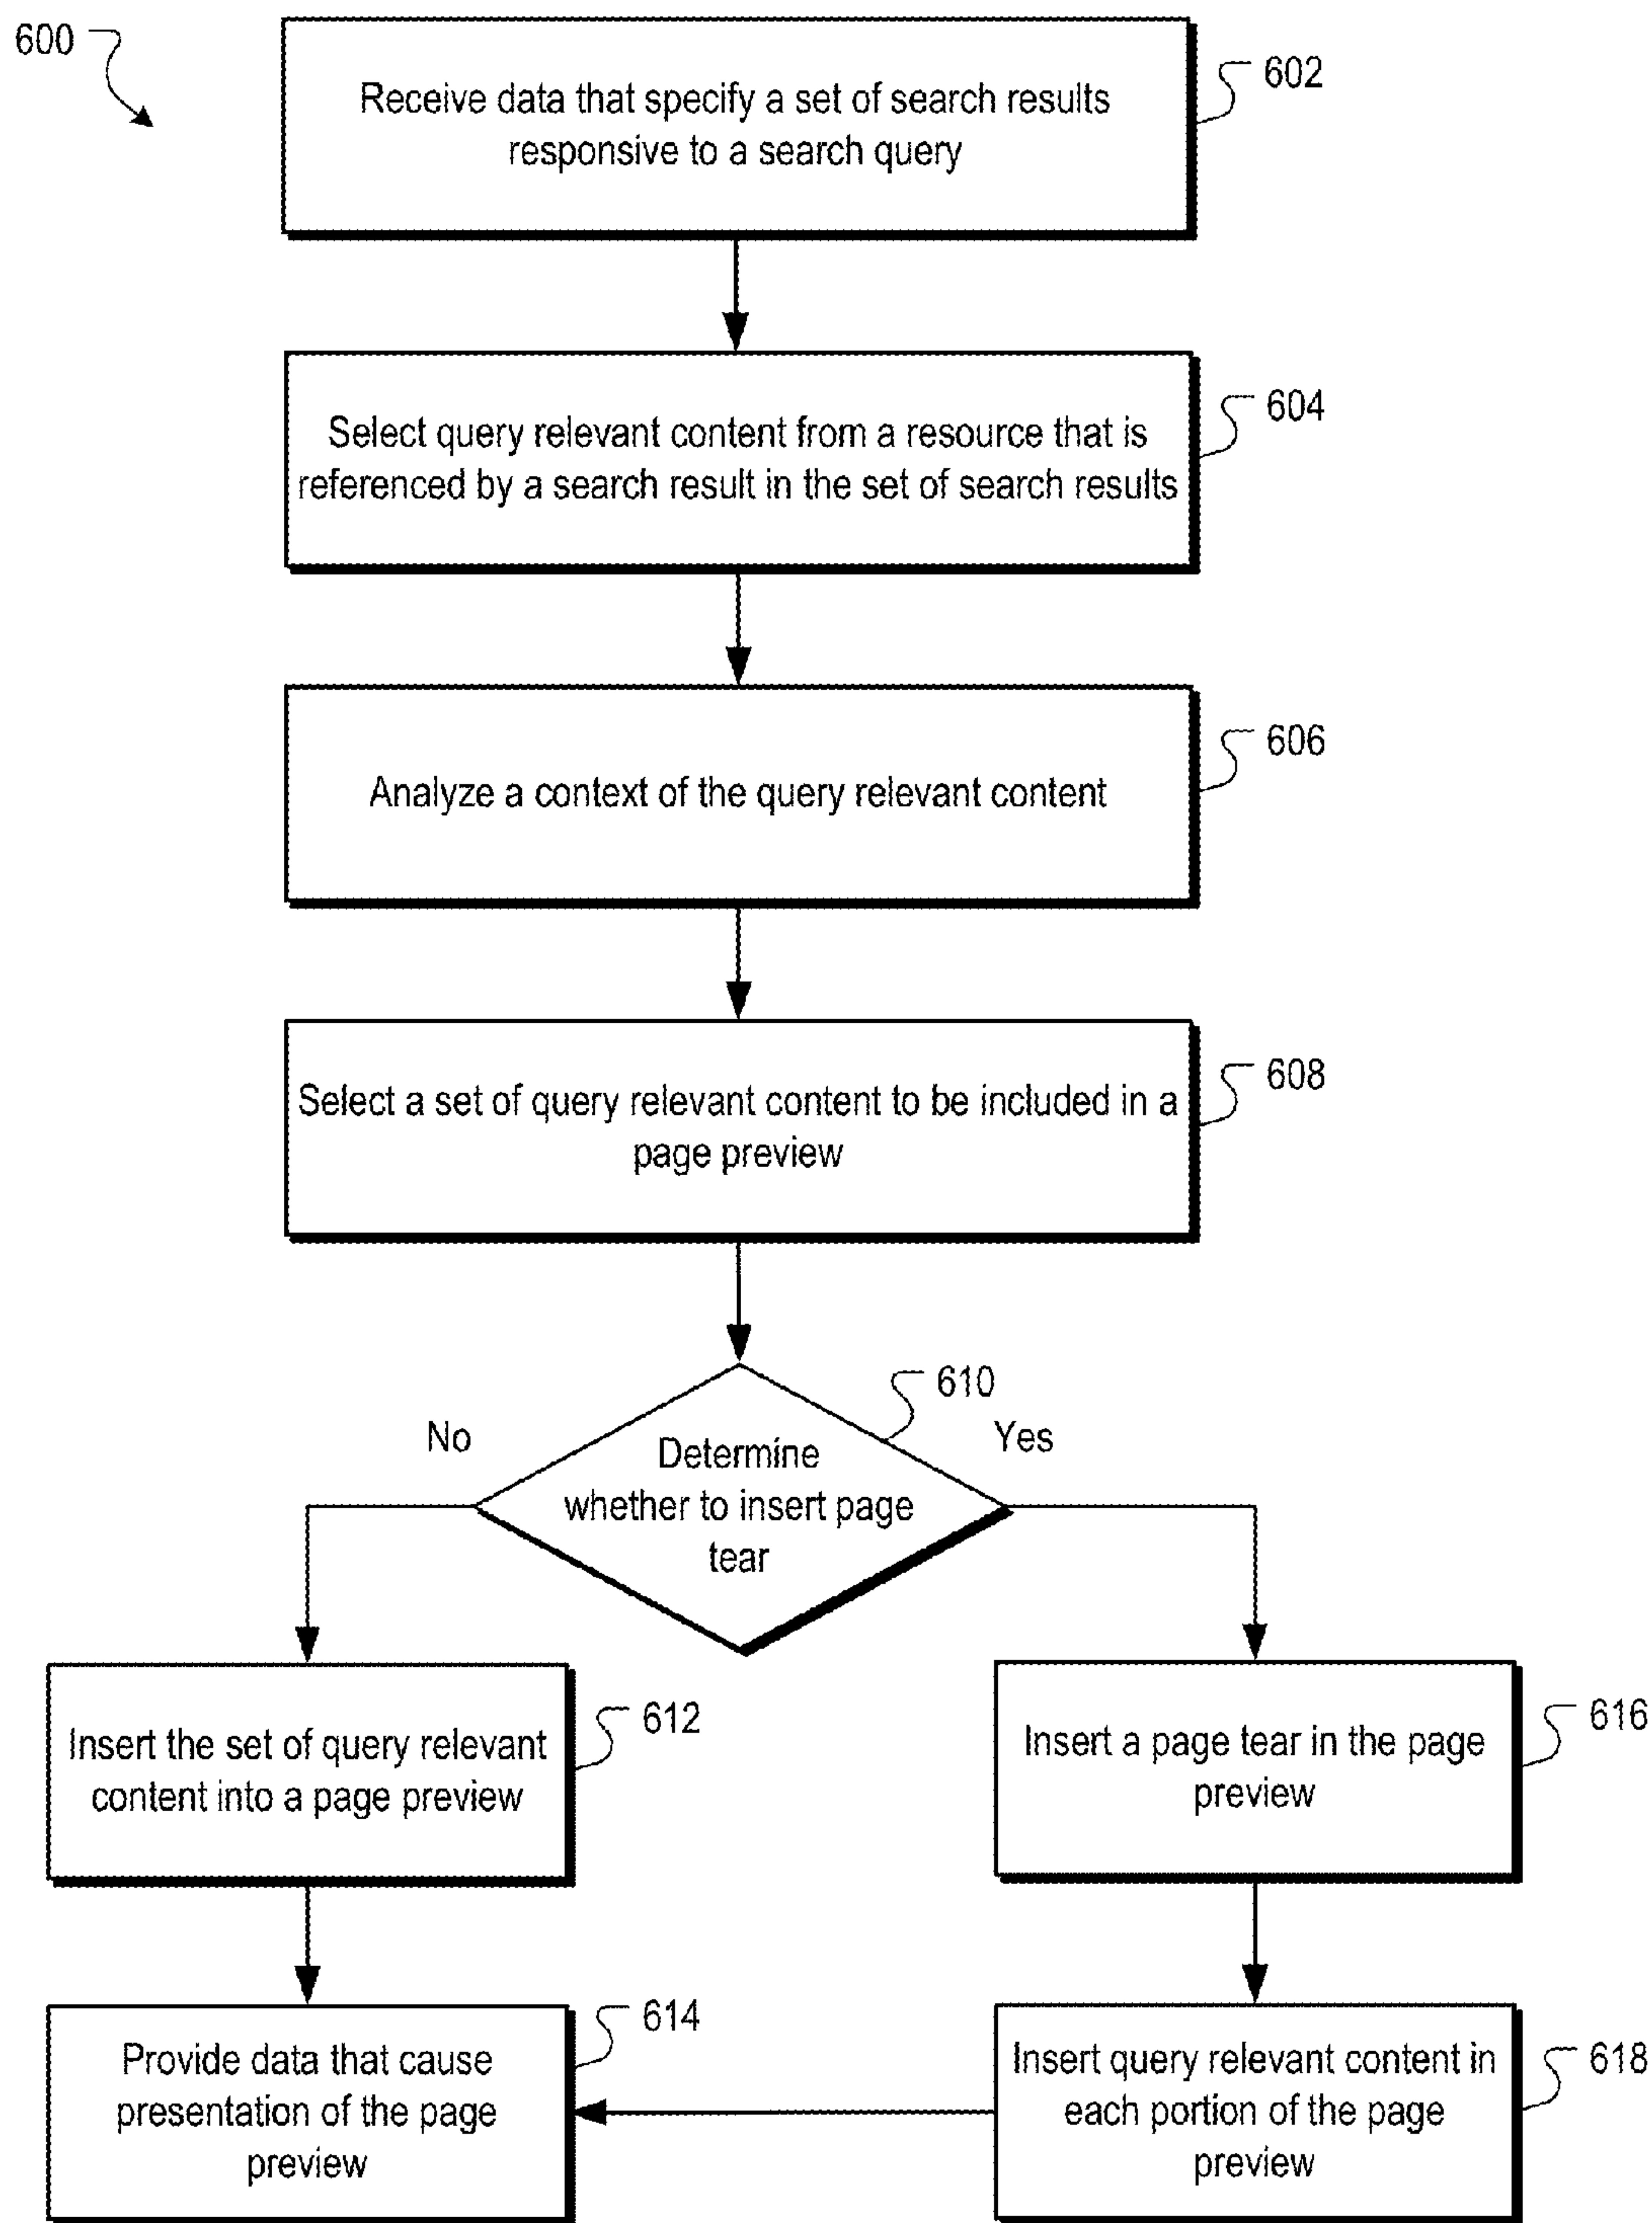 600
Receive data that specify a set of search results
responsive to a search query
602
Select query relevant content from a resource that is
referenced by a search result in the set of search results
604
Analyze a context of the query relevant content
606
Select a set of query relevant content to be included in a
page preview
608
Determine
whether to insert page
tear
610
No
Yes
Insert the set of query relevant
content into a page preview
612
Insert a page tear in the page
preview
616
Provide data that cause
presentation of the page
preview
614
Insert query relevant content in
each portion of the page
preview
618